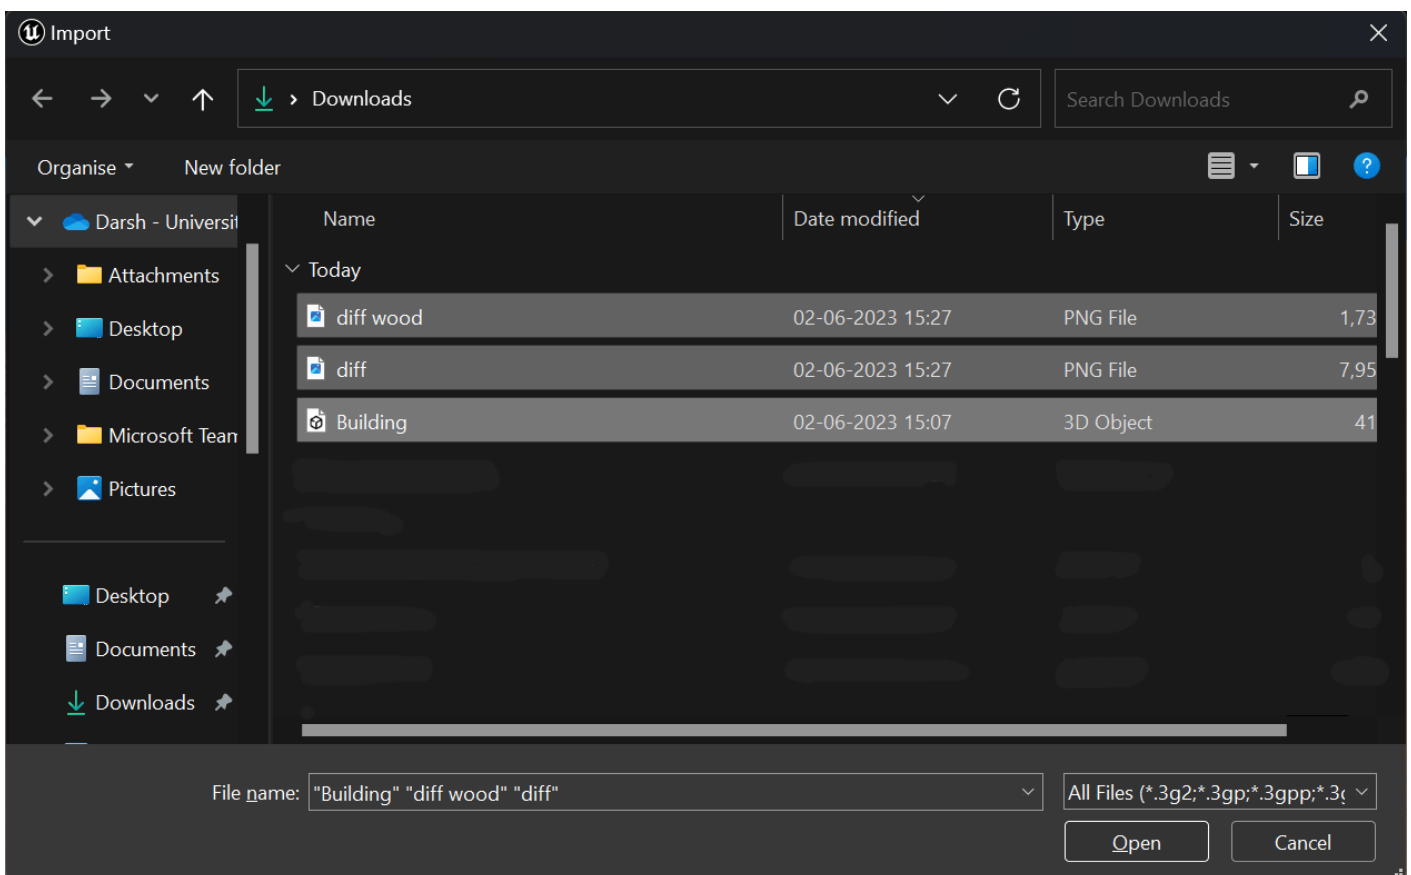 Import
Downloads
Search Downloads
Organise New folder
Darsh - Universit
Attachments
Desktop
Documents
Microsoft Team
Pictures
Desktop
Documents
Downloads
Name Date modified Type Size
Today
diff wood 02-06-2023 15:27 PNG File 1,73
diff 02-06-2023 15:27 PNG File 7,95
Building 02-06-2023 15:07 3D Object 41
File name: "Building" "diff wood" "diff" All Files (*.3g2;*.3gp;*.3gpp;*.3g
Open Cancel